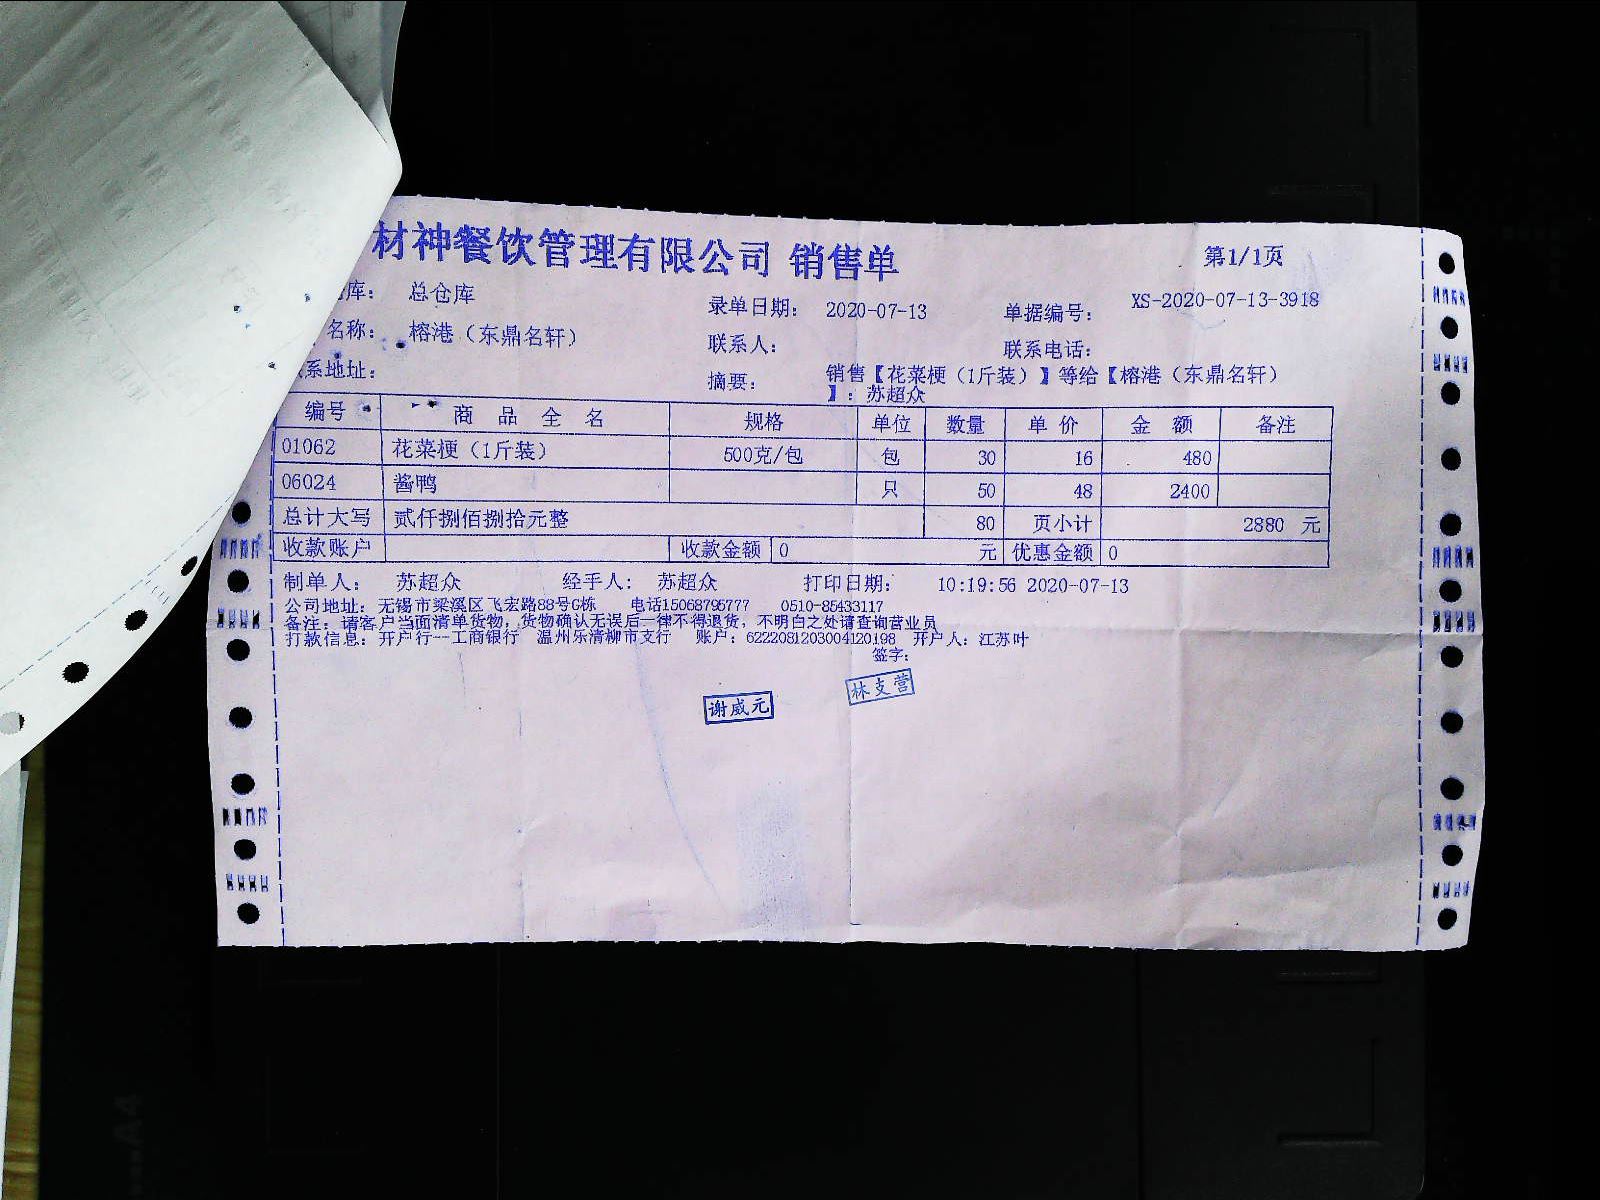 材神餐饮管理有限公司 销售单
第1/1页
库： 总仓库
录单日期： 2020-07-13
单据编号： XS-2020-07-13-3918
名称： 榕港（东鼎名轩）
联系人：
联系电话：
系地址：
摘要： 销售【花菜梗（1斤装）】等给【榕港（东鼎名轩）
】：苏超众
编号 商品全名 规格 单位 数量 单价 金额 备注
01062 花菜梗（1斤装） 500克/包 包 30 16 480
06024 酱鸭 只 50 48 2400
总计大写 贰仟捌佰捌拾元整 80 页小计 2880 元
收款账户 收款金额 0 元 优惠金额 0
制单人： 苏超众 经手人： 苏超众 打印日期： 10:19:56 2020-07-13
公司地址：无锡市梁溪区飞宏路88号G栋 电话15068795777 0510-85433117
备注：请客户当面清单货物，货物确认无误后一律不得退货，不明白之处请查询营业员
打款信息：开户行--工商银行 温州乐清柳市支行 账户：6222081203004120198 开户人：江苏叶
签字：
谢威元
林支营